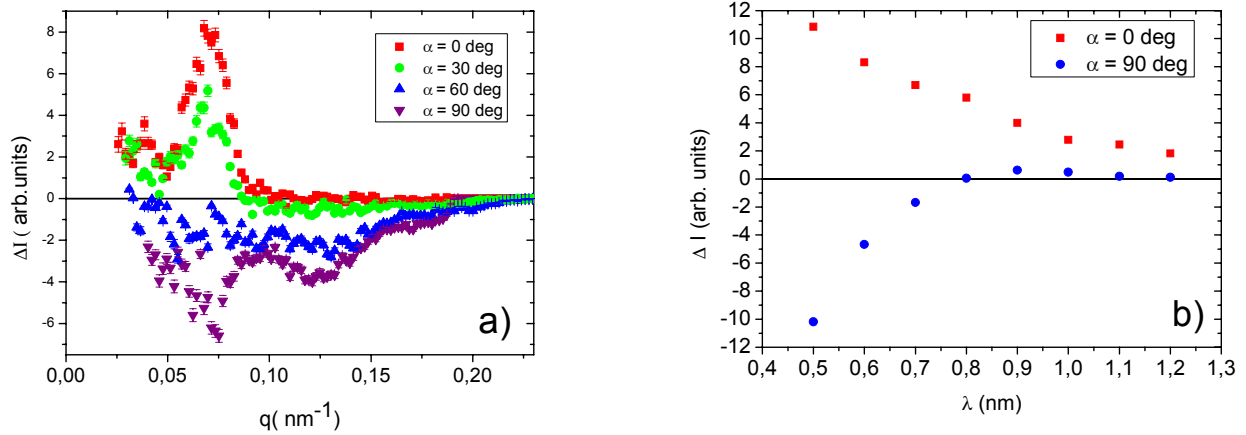 8
6
4
2
0
-2
-4
-6
ΔI ( arb. units)
α = 0 deg
α = 30 deg
α = 60 deg
α = 90 deg
a)
0,00 0,05 0,10 0,15 0,20
q( nm⁻¹)
12
10
8
6
4
2
0
-2
-4
-6
-8
-10
-12
Δ I (arb. units)
α = 0 deg
α = 90 deg
b)
0,4 0,5 0,6 0,7 0,8 0,9 1,0 1,1 1,2 1,3
λ (nm)